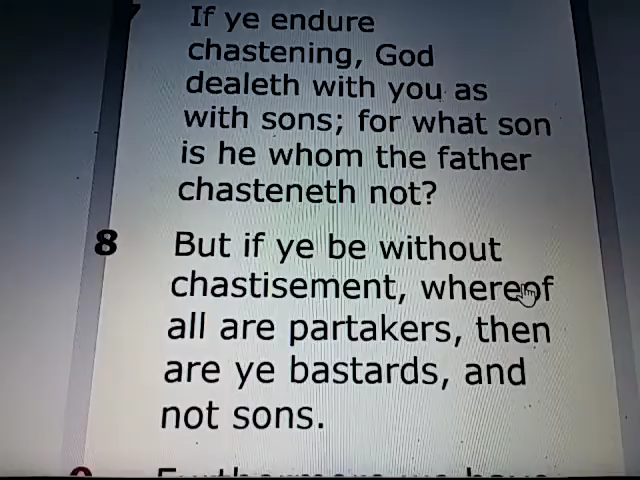 If ye endure
chastening, God
dealeth with you as
with sons; for what son
is he whom the father
chasteneth not?
8 But if ye be without
chastisement, whereof
all are partakers, then
are ye bastards, and
not sons.